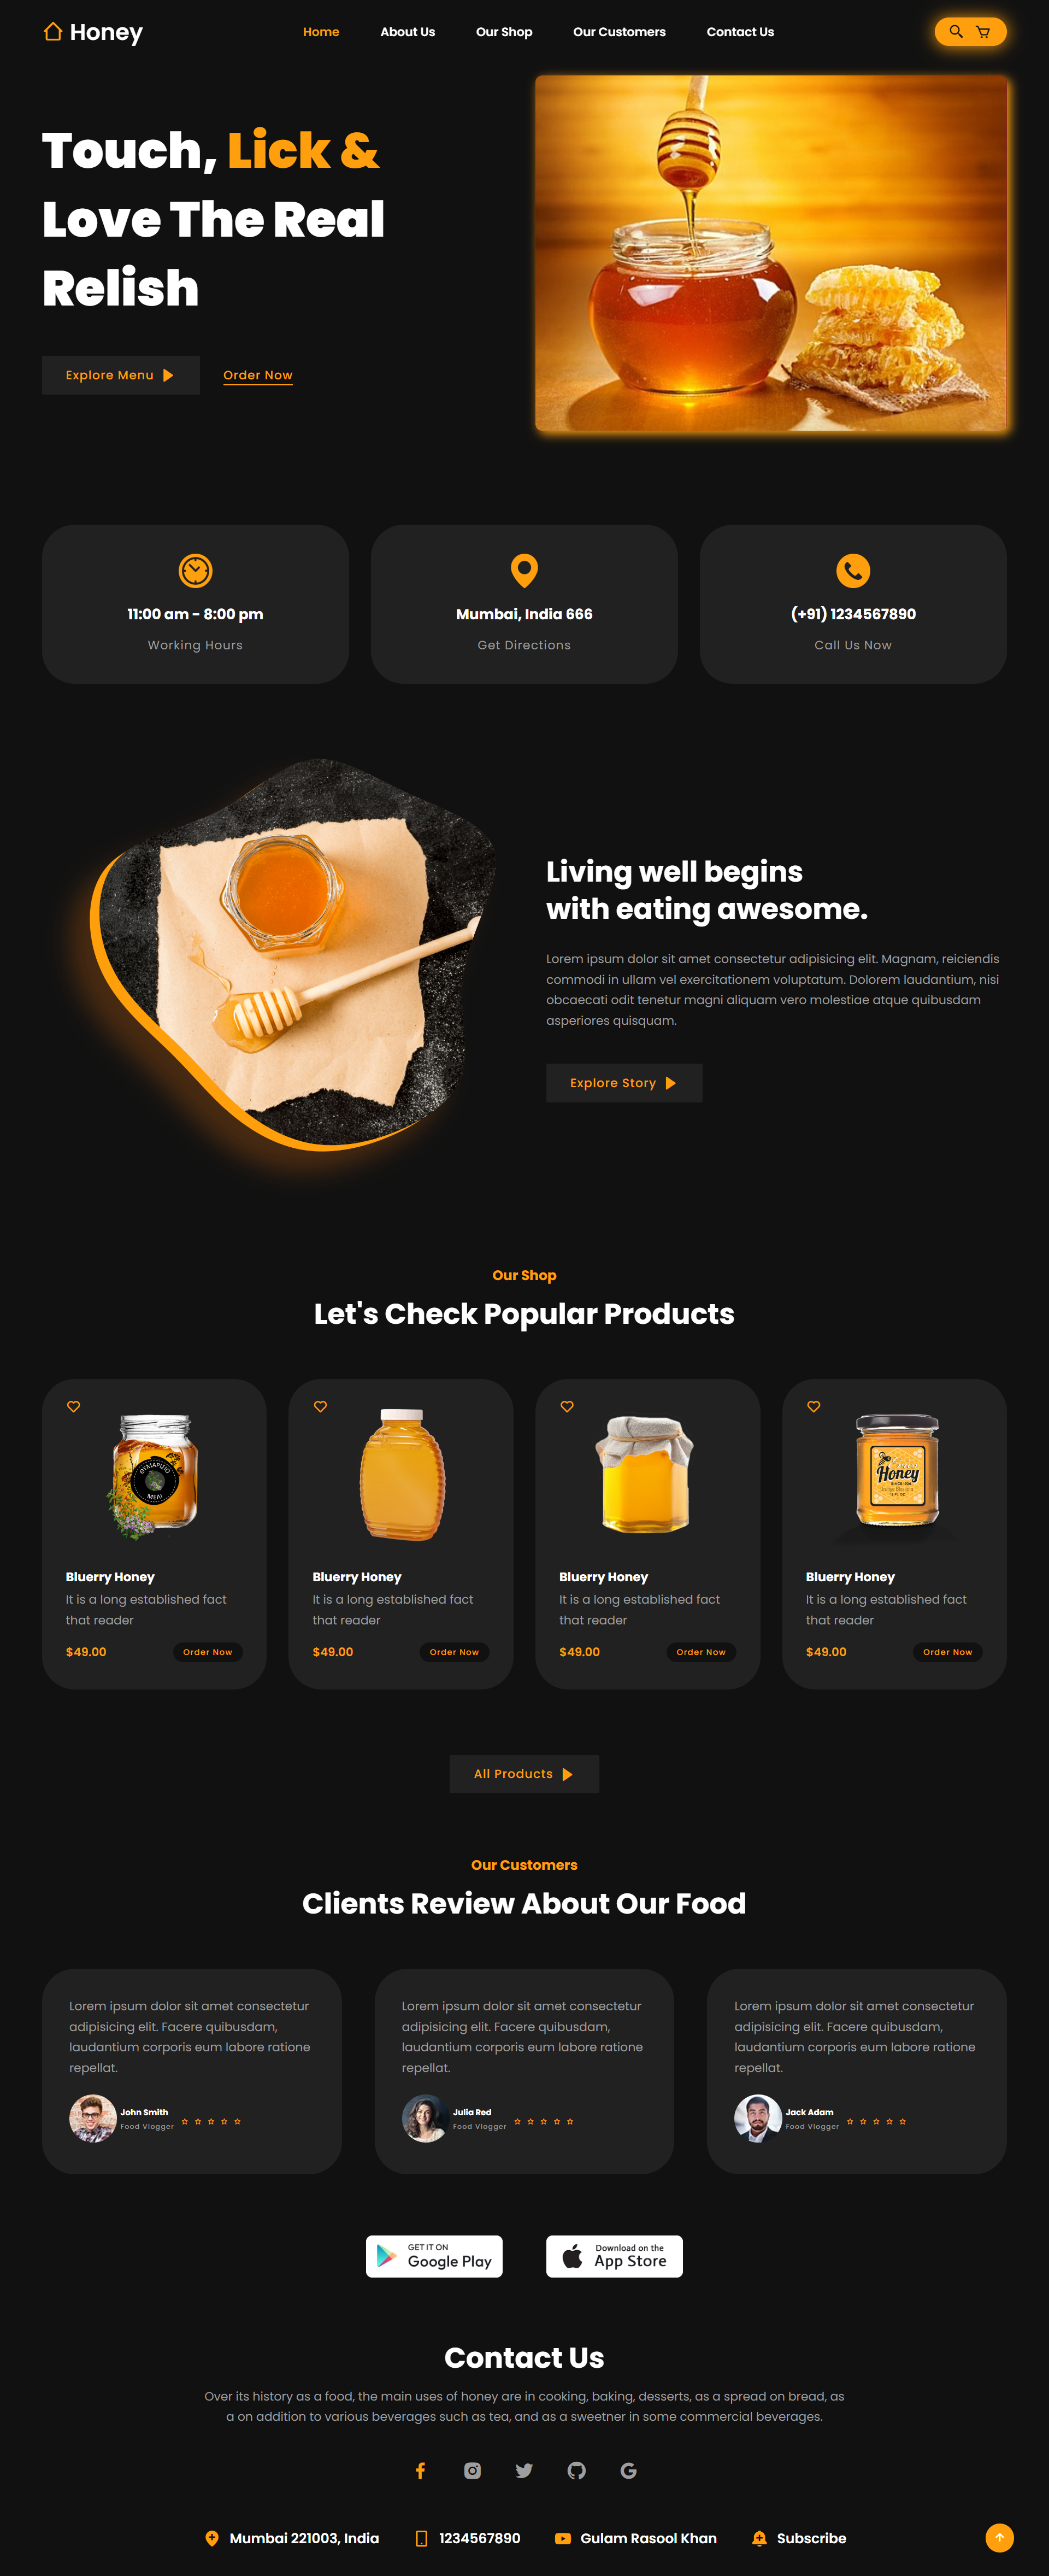 Honey
Home
About Us
Our Shop
Our Customers
Contact Us
Touch, Lick &
Love The Real
Relish
Explore Menu
Order Now
11:00 am - 8:00 pm
Working Hours
Mumbai, India 666
Get Directions
(+91) 1234567890
Call Us Now
Living well begins
with eating awesome.
Lorem ipsum dolor sit amet consectetur adipisicing elit. Magnam, reiciendis
commodi in ullam vel exercitationem voluptatum. Dolorem laudantium, nisi
obcaecati odit tenetur magni aliquam vero molestiae atque quibusdam
asperiores quisquam.
Explore Story
Our Shop
Let's Check Popular Products
ΘΥΜΑΡΙΣΙΟ
ΜΕΛΙ
Bluerry Honey
It is a long established fact
that reader
$49.00
Order Now
Bluerry Honey
It is a long established fact
that reader
$49.00
Order Now
Bluerry Honey
It is a long established fact
that reader
$49.00
Order Now
Honey
Bluerry Honey
It is a long established fact
that reader
$49.00
Order Now
All Products
Our Customers
Clients Review About Our Food
Lorem ipsum dolor sit amet consectetur
adipisicing elit. Facere quibusdam,
laudantium corporis eum labore ratione
repellat.
John Smith
Food Vlogger
Lorem ipsum dolor sit amet consectetur
adipisicing elit. Facere quibusdam,
laudantium corporis eum labore ratione
repellat.
Julia Red
Food Vlogger
Lorem ipsum dolor sit amet consectetur
adipisicing elit. Facere quibusdam,
laudantium corporis eum labore ratione
repellat.
Jack Adam
Food Vlogger
GET IT ON
Google Play
Download on the
App Store
Contact Us
Over its history as a food, the main uses of honey are in cooking, baking, desserts, as a spread on bread, as
a on addition to various beverages such as tea, and as a sweetner in some commercial beverages.
Mumbai 221003, India
1234567890
Gulam Rasool Khan
Subscribe